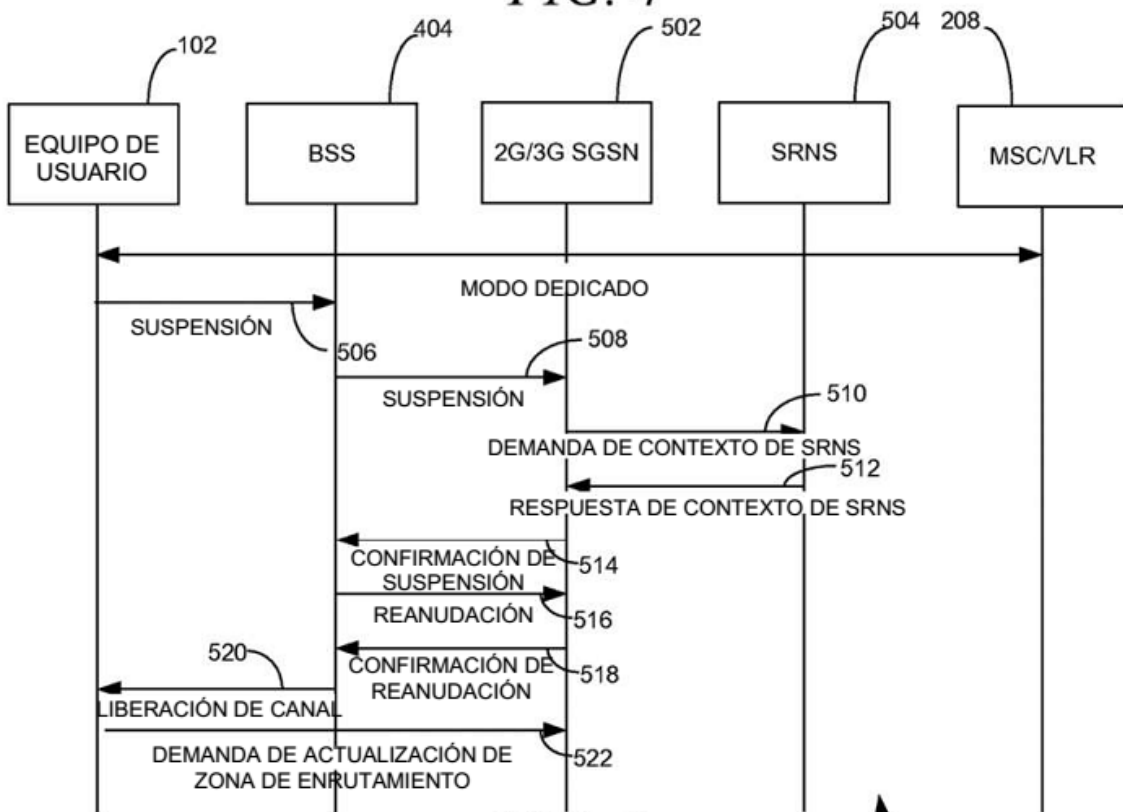 FIG. 4
102
404
502
504
208
EQUIPO DE
USUARIO
BSS
2G/3G SGSN
SRNS
MSC/VLR
MODO DEDICADO
SUSPENSIÓN
506
508
SUSPENSIÓN
510
DEMANDA DE CONTEXTO DE SRNS
512
RESPUESTA DE CONTEXTO DE SRNS
CONFIRMACIÓN DE
SUSPENSIÓN
514
REANUDACIÓN
516
CONFIRMACIÓN DE
REANUDACIÓN
518
520
LIBERACIÓN DE CANAL
DEMANDA DE ACTUALIZACIÓN DE
ZONA DE ENRUTAMIENTO
522